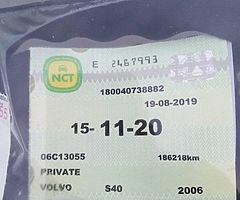 NCT
E 2467993
180040738882
19-08-2019
15- 11-20
06C13055 186218km
PRIVATE
VOLVO S40 2006